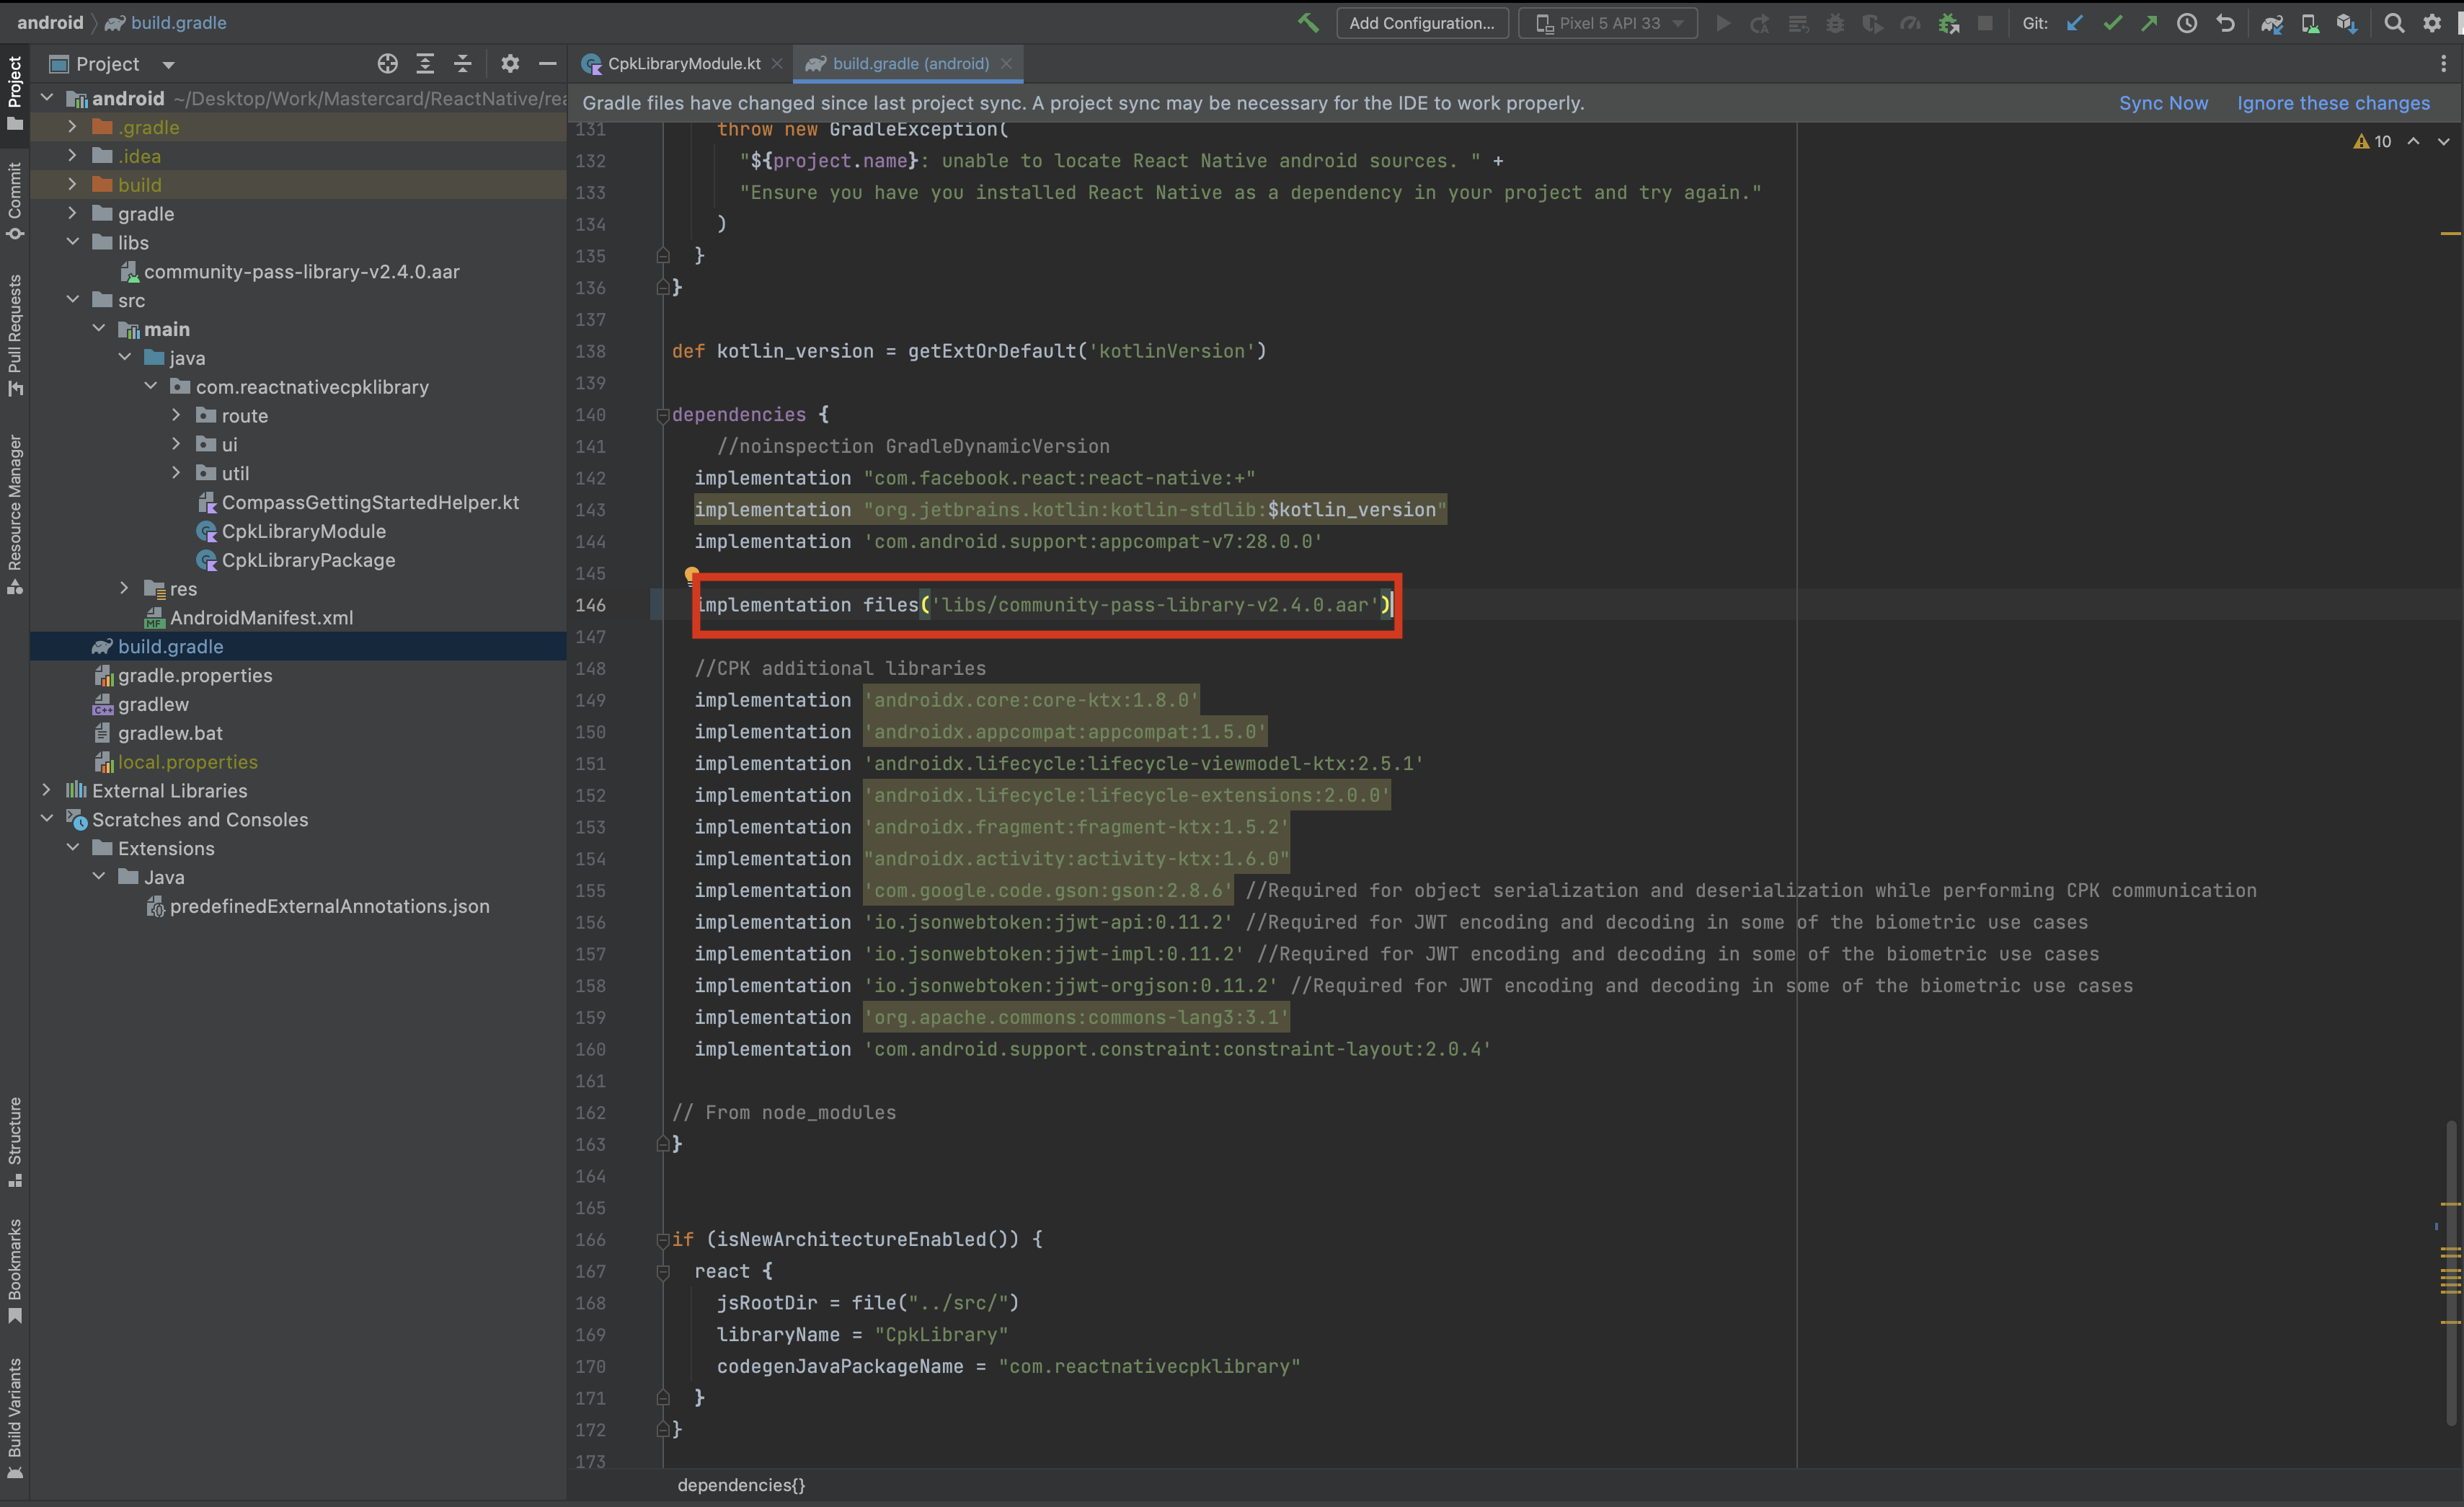 android
build.gradle
Add Configuration...
Pixel 5 API 33
Git:
Project
CpkLibraryModule.kt
build.gradle (android)
Gradle files have changed since last project sync. A project sync may be necessary for the IDE to work properly.
Sync Now
Ignore these changes
Project
Commit
Pull Requests
Resource Manager
Structure
Bookmarks
Build Variants
android ~/Desktop/Work/Mastercard/ReactNative/rea
.gradle
.idea
build
gradle
libs
community-pass-library-v2.4.0.aar
src
main
java
com.reactnativecpklibrary
route
ui
util
CompassGettingStartedHelper.kt
CpkLibraryModule
CpkLibraryPackage
res
AndroidManifest.xml
build.gradle
gradle.properties
gradlew
gradlew.bat
local.properties
External Libraries
Scratches and Consoles
Extensions
Java
predefinedExternalAnnotations.json
10
131 throw new GradleException(
132 "${project.name}: unable to locate React Native android sources. " +
133 "Ensure you have you installed React Native as a dependency in your project and try again."
134 )
135 }
136 }
137
138 def kotlin_version = getExtOrDefault('kotlinVersion')
139
140 dependencies {
141 //noinspection GradleDynamicVersion
142 implementation "com.facebook.react:react-native:+"
143 implementation "org.jetbrains.kotlin:kotlin-stdlib:$kotlin_version"
144 implementation 'com.android.support:appcompat-v7:28.0.0'
145
146 implementation files('libs/community-pass-library-v2.4.0.aar')
147
148 //CPK additional libraries
149 implementation 'androidx.core:core-ktx:1.8.0'
150 implementation 'androidx.appcompat:appcompat:1.5.0'
151 implementation 'androidx.lifecycle:lifecycle-viewmodel-ktx:2.5.1'
152 implementation 'androidx.lifecycle:lifecycle-extensions:2.0.0'
153 implementation 'androidx.fragment:fragment-ktx:1.5.2'
154 implementation "androidx.activity:activity-ktx:1.6.0"
155 implementation 'com.google.code.gson:gson:2.8.6' //Required for object serialization and deserialization while performing CPK communication
156 implementation 'io.jsonwebtoken:jjwt-api:0.11.2' //Required for JWT encoding and decoding in some of the biometric use cases
157 implementation 'io.jsonwebtoken:jjwt-impl:0.11.2' //Required for JWT encoding and decoding in some of the biometric use cases
158 implementation 'io.jsonwebtoken:jjwt-orgjson:0.11.2' //Required for JWT encoding and decoding in some of the biometric use cases
159 implementation 'org.apache.commons:commons-lang3:3.1'
160 implementation 'com.android.support.constraint:constraint-layout:2.0.4'
161
162 // From node_modules
163 }
164
165
166 if (isNewArchitectureEnabled()) {
167 react {
168 jsRootDir = file("../src/")
169 libraryName = "CpkLibrary"
170 codegenJavaPackageName = "com.reactnativecpklibrary"
171 }
172 }
173
dependencies{}